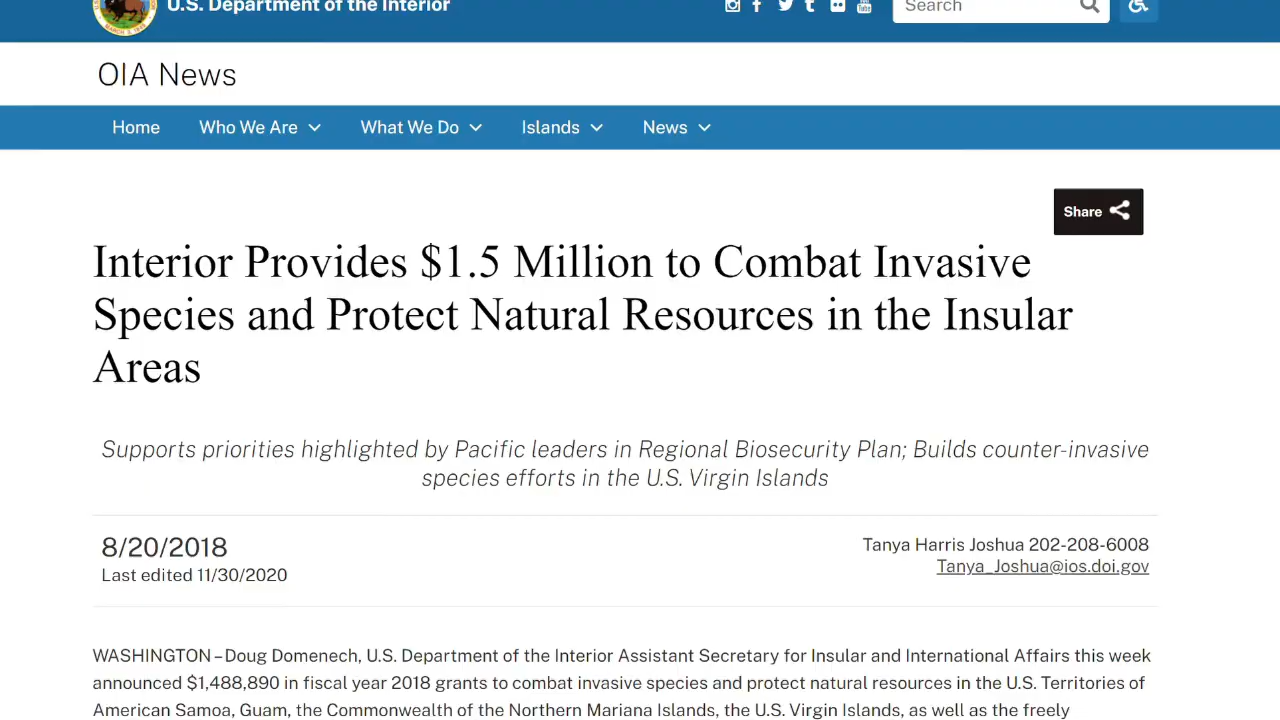 U.S. Department of the Interior
Search
OIA News
Home Who We Are What We Do Islands News
Share
Interior Provides $1.5 Million to Combat Invasive
Species and Protect Natural Resources in the Insular
Areas
Supports priorities highlighted by Pacific leaders in Regional Biosecurity Plan; Builds counter-invasive
species efforts in the U.S. Virgin Islands
8/20/2018
Last edited 11/30/2020
Tanya Harris Joshua 202-208-6008
Tanya_Joshua@ios.doi.gov
WASHINGTON – Doug Domenech, U.S. Department of the Interior Assistant Secretary for Insular and International Affairs this week
announced $1,488,890 in fiscal year 2018 grants to combat invasive species and protect natural resources in the U.S. Territories of
American Samoa, Guam, the Commonwealth of the Northern Mariana Islands, the U.S. Virgin Islands, as well as the freely